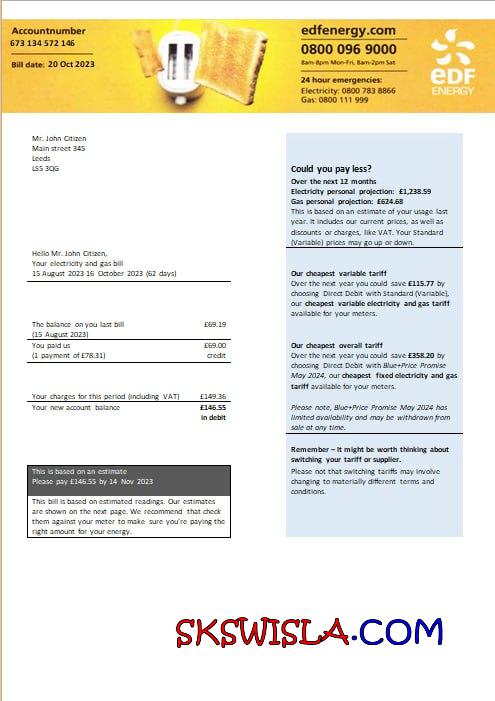 Accountnumber
673 134 572 146
Bill date: 20 Oct 2023
edfenergy.com
0800 096 9000
8am-8pm Mon-Fri, 8am-2pm Sat
24 hour emergencies:
Electricity: 0800 783 8866
Gas: 0800 111 999
eDF
ENERGY
Mr. John Citizen
Main street 345
Leeds
LS5 3QG
Hello Mr. John Citizen,
Your electricity and gas bill
15 August 2023-16 October 2023 (62 days)
The balance on you last bill £69.19
(15 August 2023)
You paid us £69.00
(1 payment of £78.31) credit
Your charges for this period (including VAT) £149.36
Your new account balance £146.55
in debit
This is based on an estimate
Please pay £146.55 by 14 Nov 2023
This bill is based on estimated readings. Our estimates
are shown on the next page. We recommend that check
them against your meter to make sure you're paying the
right amount for your energy.
Could you pay less?
Over the next 12 months
Electricity personal projection: £1,238.59
Gas personal projection: £624.68
This is based on an estimate of your usage last
year. It includes our current prices, as well as
discounts or charges, like VAT. Your Standard
(Variable) prices may go up or down.
Our cheapest variable tariff
Over the next year you could save £115.77 by
choosing Direct Debit with Standard (Variable),
our cheapest variable electricity and gas tariff
available for your meters.
Our cheapest overall tariff
Over the next year you could save £358.20 by
choosing Direct Debit with Blue+Price Promise
May 2024, our cheapest fixed electricity and gas
tariff available for your meters.
Please note, Blue+Price Promise May 2024 has
limited availability and may be withdrawn from
sale at any time.
Remember – It might be worth thinking about
switching your tariff or supplier.
Please not that switching tariffs may involve
changing to materially different terms and
conditions.
SKSWISLA.COM